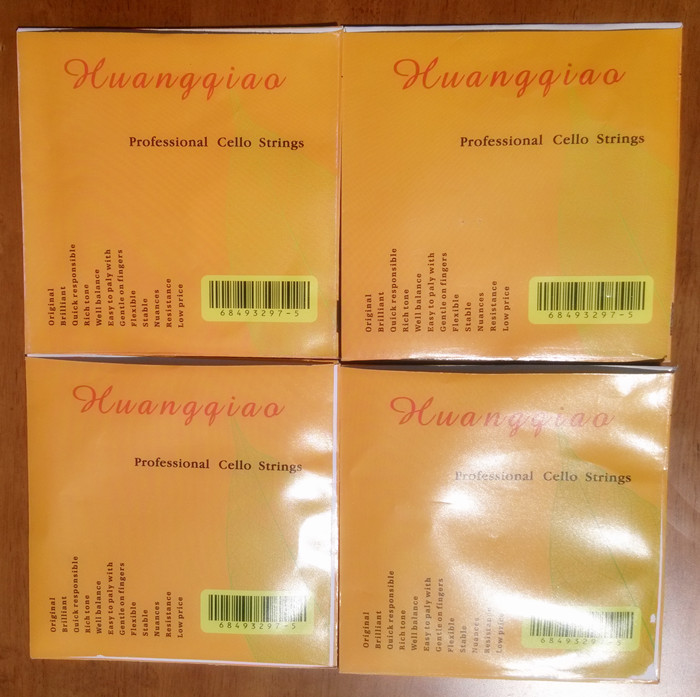 Huangqiao
Professional Cello Strings
Original
Brilliant
Quick responsible
Rich tone
Well balance
Easy to paly with
Gentle on fingers
Flexible
Stable
Nuances
Resistance
Low price
68493297-5
Huangqiao
Professional Cello Strings
Original
Brilliant
Quick responsible
Rich tone
Well balance
Easy to paly with
Gentle on fingers
Flexible
Stable
Nuances
Resistance
Low price
68493297-5
Huangqiao
Professional Cello Strings
Original
Brilliant
Quick responsible
Rich tone
Well balance
Easy to paly with
Gentle on fingers
Flexible
Stable
Nuances
Resistance
Low price
68493297-5
Huangqiao
Professional Cello Strings
Original
Brilliant
Quick responsible
Rich tone
Well balance
Easy to paly with
Gentle on fingers
Flexible
Stable
Nuances
Resistance
Low price
68493297-5